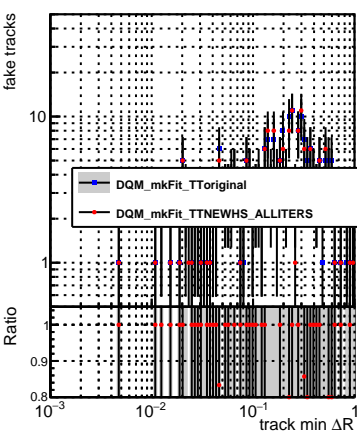 fake tracks
10
DQM_mkFit_TToriginal
DQM_mkFit_TTNEWHS_ALLITERS
1
Ratio
1
0.9
0.8
10⁻³ 10⁻² 10⁻¹ 1
track min ΔR